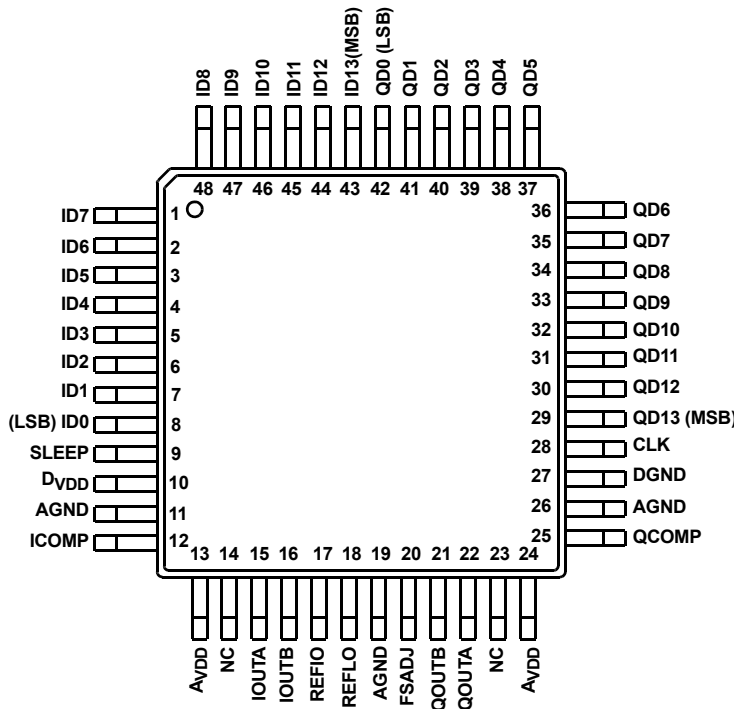 ID8
ID9
ID10
ID11
ID12
ID13(MSB)
QD0 (LSB)
QD1
QD2
QD3
QD4
QD5
48 47 46 45 44 43 42 41 40 39 38 37
ID7 1
ID6 2
ID5 3
ID4 4
ID3 5
ID2 6
ID1 7
(LSB) ID0 8
SLEEP 9
DVDD 10
AGND 11
ICOMP 12
36 QD6
35 QD7
34 QD8
33 QD9
32 QD10
31 QD11
30 QD12
29 QD13 (MSB)
28 CLK
27 DGND
26 AGND
25 QCOMP
13 14 15 16 17 18 19 20 21 22 23 24
AVDD
NC
IOUTA
IOUTB
REFIO
REFLO
AGND
FSADJ
QOUTB
QOUTA
NC
AVDD